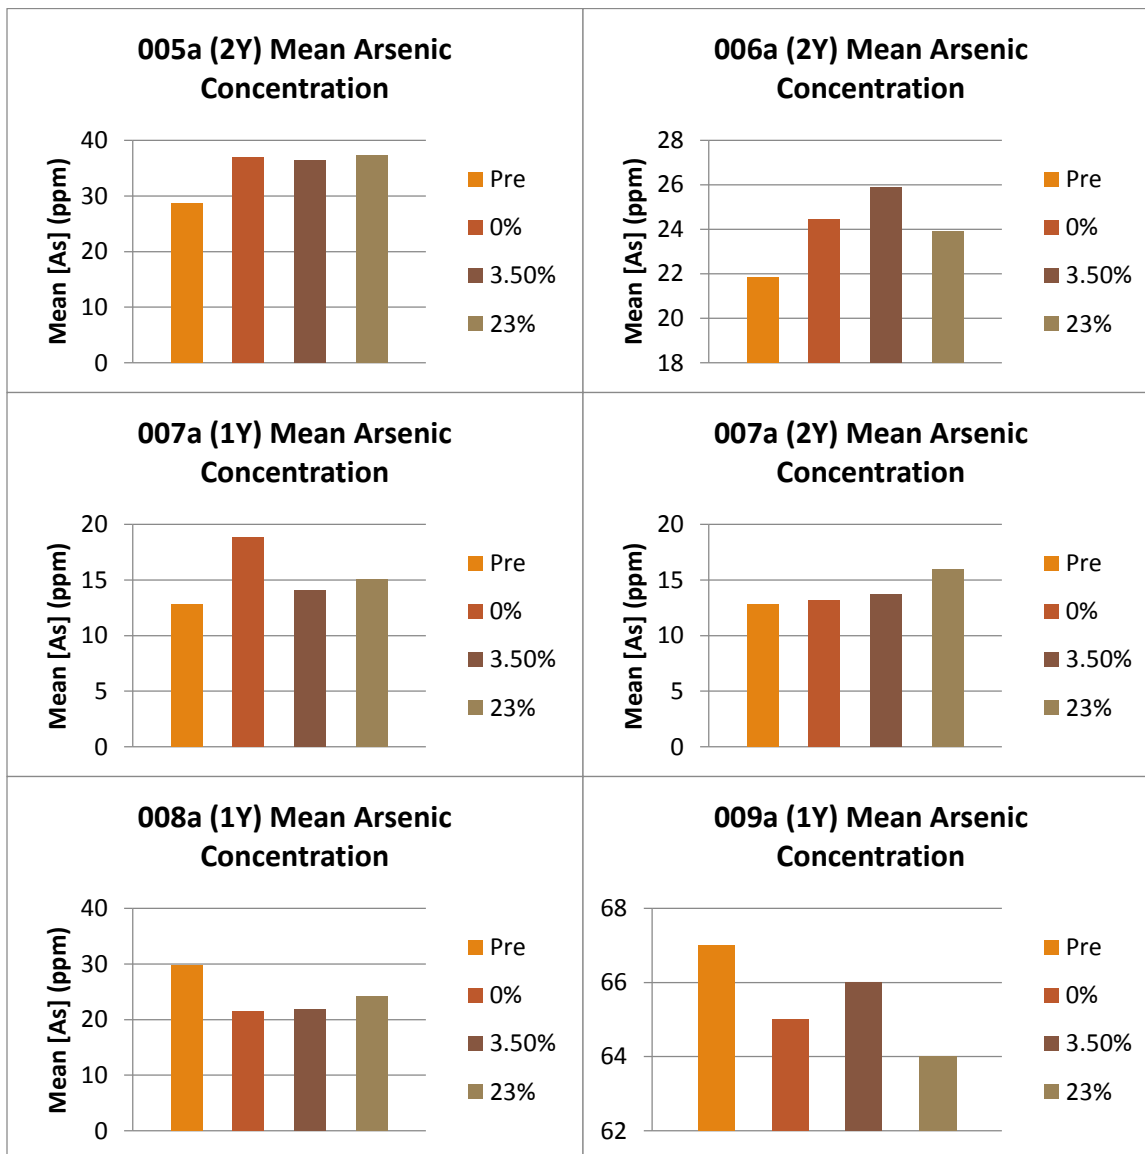 005a (2Y) Mean Arsenic
Concentration
Mean [As] (ppm)
40
30
20
10
0
Pre
0%
3.50%
23%
006a (2Y) Mean Arsenic
Concentration
Mean [As] (ppm)
28
26
24
22
20
18
Pre
0%
3.50%
23%
007a (1Y) Mean Arsenic
Concentration
Mean [As] (ppm)
20
15
10
5
0
Pre
0%
3.50%
23%
007a (2Y) Mean Arsenic
Concentration
Mean [As] (ppm)
20
15
10
5
0
Pre
0%
3.50%
23%
008a (1Y) Mean Arsenic
Concentration
Mean [As] (ppm)
40
30
20
10
0
Pre
0%
3.50%
23%
009a (1Y) Mean Arsenic
Concentration
68
66
64
62
Pre
0%
3.50%
23%